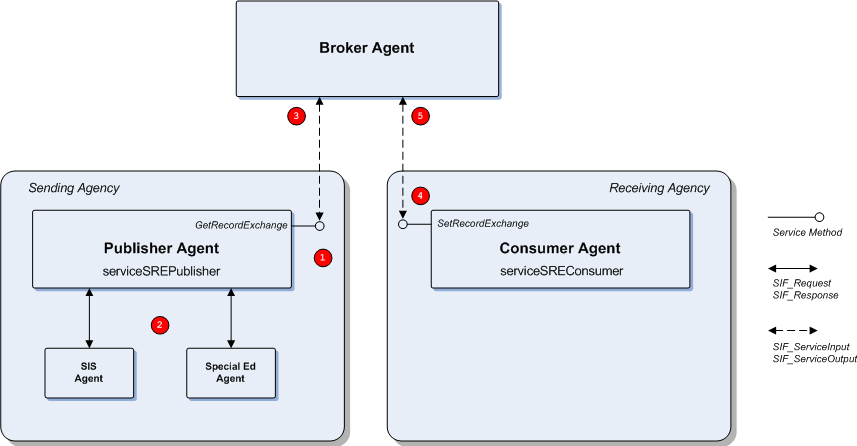 Broker Agent
3
5
Sending Agency
Receiving Agency
4
GetRecordExchange
SetRecordExchange
Publisher Agent
serviceSREPublisher
1
Consumer Agent
serviceSREConsumer
Service Method
SIF_Request
SIF_Response
2
SIF_ServiceInput
SIF_ServiceOutput
SIS
Agent
Special Ed
Agent